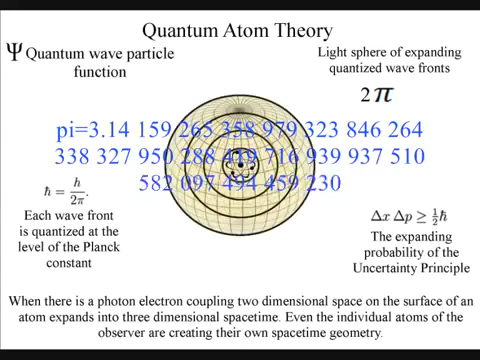 Quantum Atom Theory
Ψ Quantum wave particle
function
Light sphere of expanding
quantized wave fronts
2π
pi=3.14 159 265 358 979 323 846 264
338 327 950 288 419 716 939 937 510
582 097 494 459 230
ħ = h/2π.
Each wave front
is quantized at the
level of the Planck
constant
Δx Δp ≥ ½ħ
The expanding
probability of the
Uncertainty Principle
When there is a photon electron coupling two dimensional space on the surface of an
atom expands into three dimensional spacetime. Even the individual atoms of the
observer are creating their own spacetime geometry.